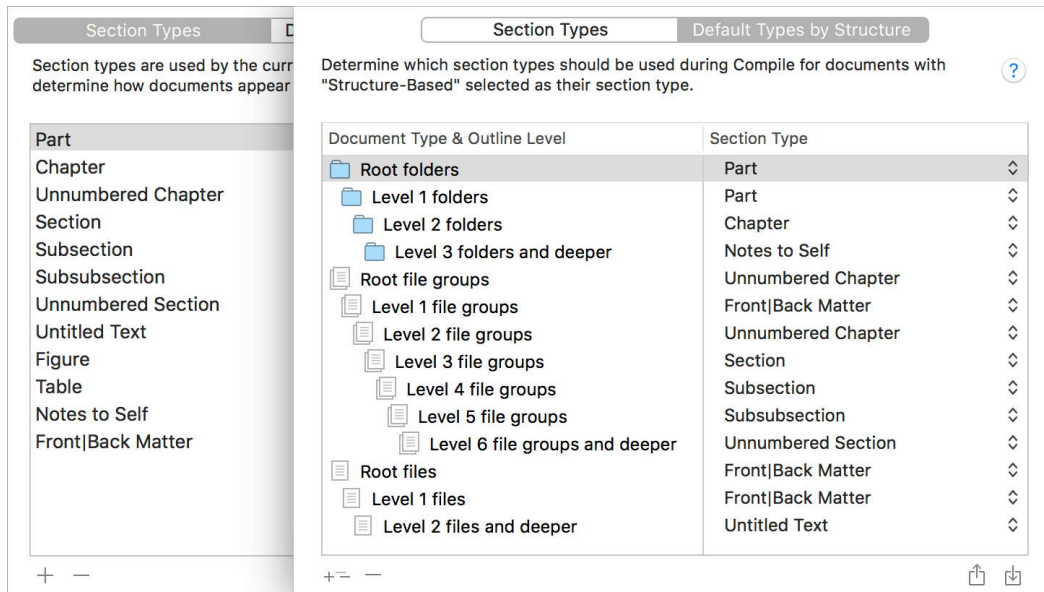 Section Types
D
Section types are used by the curr
determine how documents appear
Part
Chapter
Unnumbered Chapter
Section
Subsection
Subsubsection
Unnumbered Section
Untitled Text
Figure
Table
Notes to Self
Front|Back Matter
+ −
Section Types Default Types by Structure
Determine which section types should be used during Compile for documents with
"Structure-Based" selected as their section type.
?
Document Type & Outline Level Section Type
Root folders Part
Level 1 folders Part
Level 2 folders Chapter
Level 3 folders and deeper Notes to Self
Root file groups Unnumbered Chapter
Level 1 file groups Front|Back Matter
Level 2 file groups Unnumbered Chapter
Level 3 file groups Section
Level 4 file groups Subsection
Level 5 file groups Subsubsection
Level 6 file groups and deeper Unnumbered Section
Root files Front|Back Matter
Level 1 files Front|Back Matter
Level 2 files and deeper Untitled Text